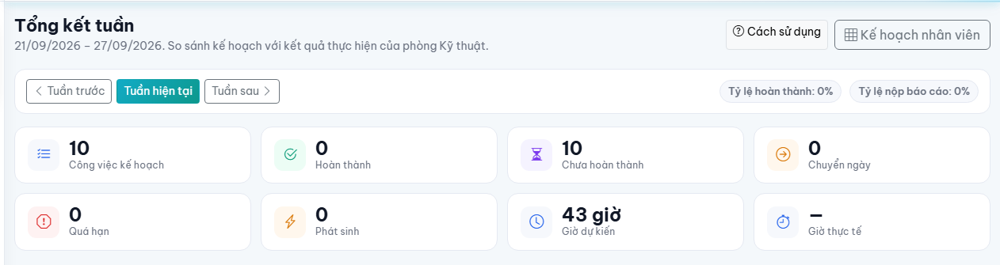 Tổng kết tuần
21/09/2026 – 27/09/2026. So sánh kế hoạch với kết quả thực hiện của phòng Kỹ thuật.
Cách sử dụng
Kế hoạch nhân viên
Tuần trước
Tuần hiện tại
Tuần sau
Tỷ lệ hoàn thành: 0%
Tỷ lệ nộp báo cáo: 0%
10
Công việc kế hoạch
0
Hoàn thành
10
Chưa hoàn thành
0
Chuyển ngày
0
Quá hạn
0
Phát sinh
43 giờ
Giờ dự kiến
—
Giờ thực tế